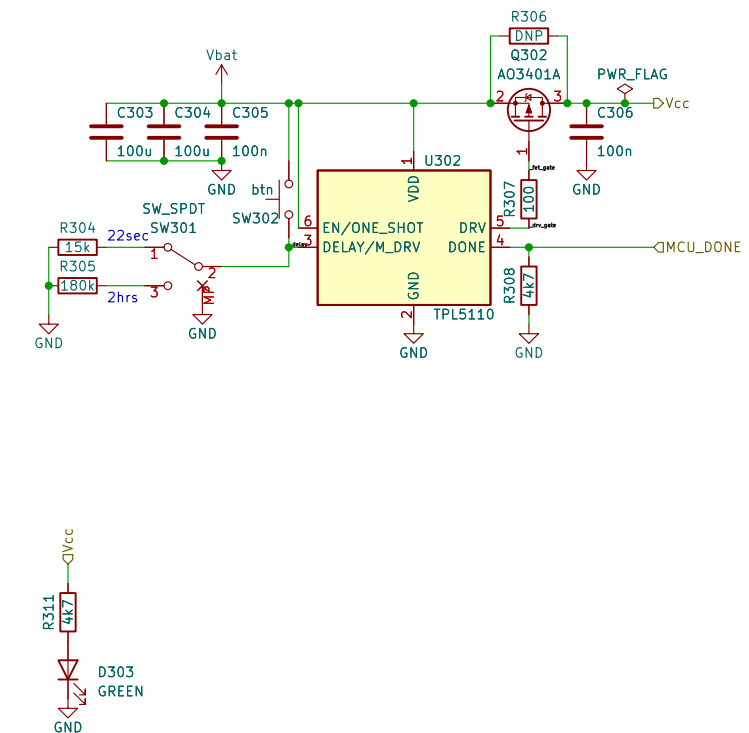 R306
DNP
Q302
AO3401A
Vbat
PWR_FLAG
2
3
Vcc
C303
C304
C305
C306
100u
100u
100n
100n
1
fet_gate
GND
GND
U302
1
VDD
R307
100
btn
SW302
SW_SPDT
SW301
6
EN/ONE_SHOT
DRV
5
drv_gate
R304
15k
22sec
1
2
delay
3
DELAY/M_DRV
DONE
4
MCU_DONE
R305
180k
2hrs
3
MP
GND
R308
4k7
GND
GND
2
TPL5110
GND
GND
Vcc
R311
4k7
D303
GREEN
GND